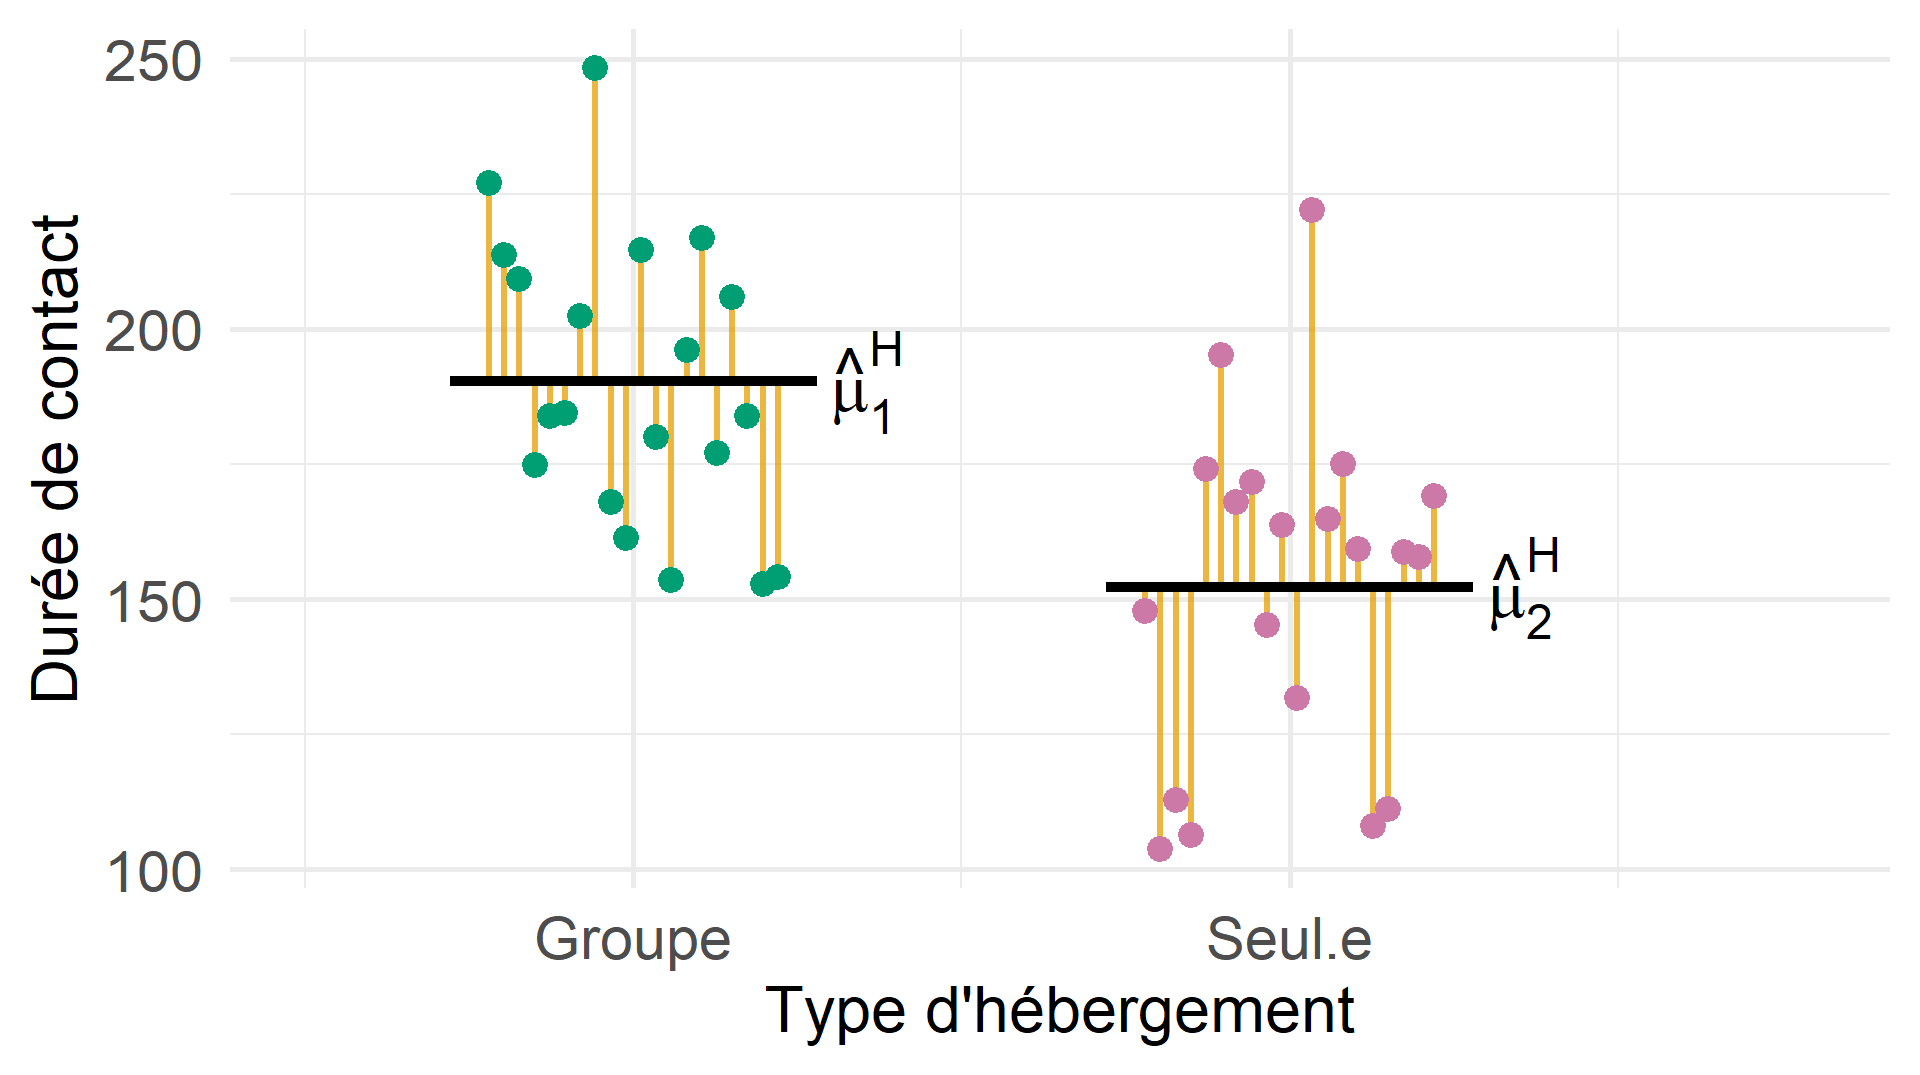 250
200
150
100
Durée de contact
μ̂₁ᴴ
μ̂₂ᴴ
Groupe
Seul.e
Type d'hébergement